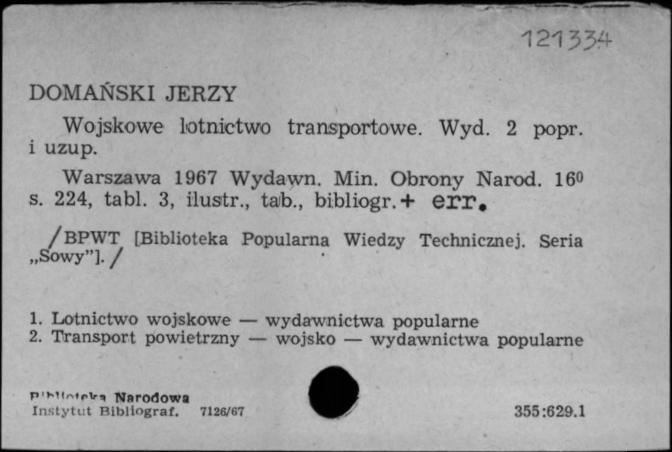 121334
DOMAŃSKI JERZY
Wojskowe lotnictwo transportowe. Wyd. 2 popr.
i uzup.
Warszawa 1967 Wydawn. Min. Obrony Narod. 16⁰
s. 224, tabl. 3, ilustr., tab., bibliogr. + err.
/BPWT [Biblioteka Popularna Wiedzy Technicznej. Seria
„Sowy”]./
1. Lotnictwo wojskowe — wydawnictwa popularne
2. Transport powietrzny — wojsko — wydawnictwa popularne
Biblioteka Narodowa
Instytut Bibliograf. 7126/67
355:629.1